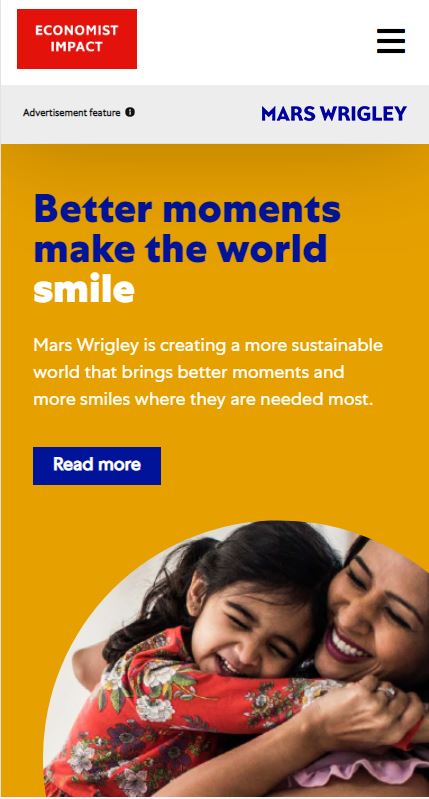 ECONOMIST
IMPACT
Advertisement feature
MARS WRIGLEY
Better moments
make the world
smile
Mars Wrigley is creating a more sustainable
world that brings better moments and
more smiles where they are needed most.
Read more